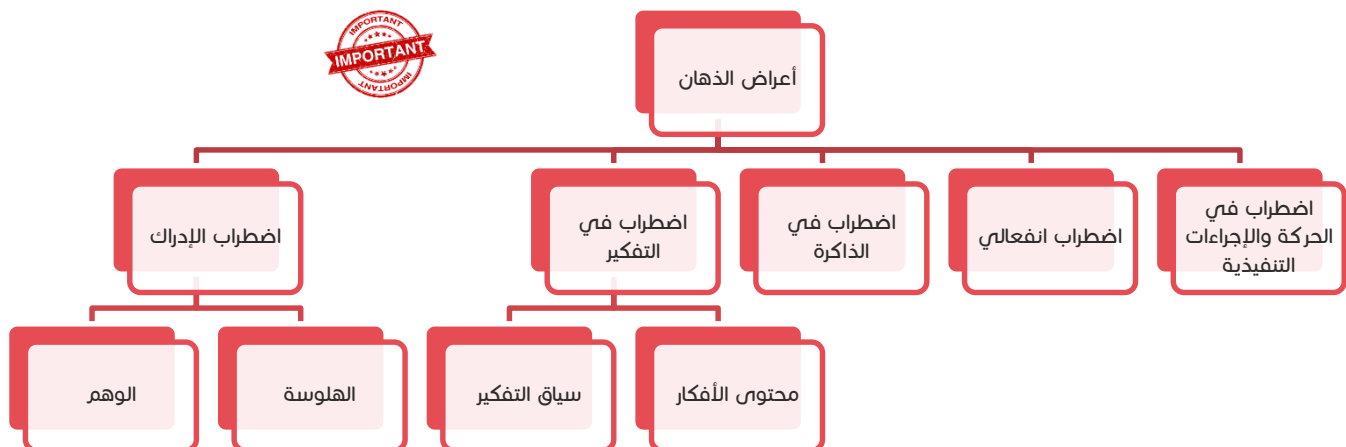 IMPORTANT
IMPORTANT
IMPORTANT
أعراض الذهان
اضطراب في
الحركة والإجراءات
التنفيذية
اضطراب انفعالي
اضطراب في
الذاكرة
اضطراب في
التفكير
اضطراب الإدراك
محتوى الأفكار
سياق التفكير
الهلوسة
الوهم